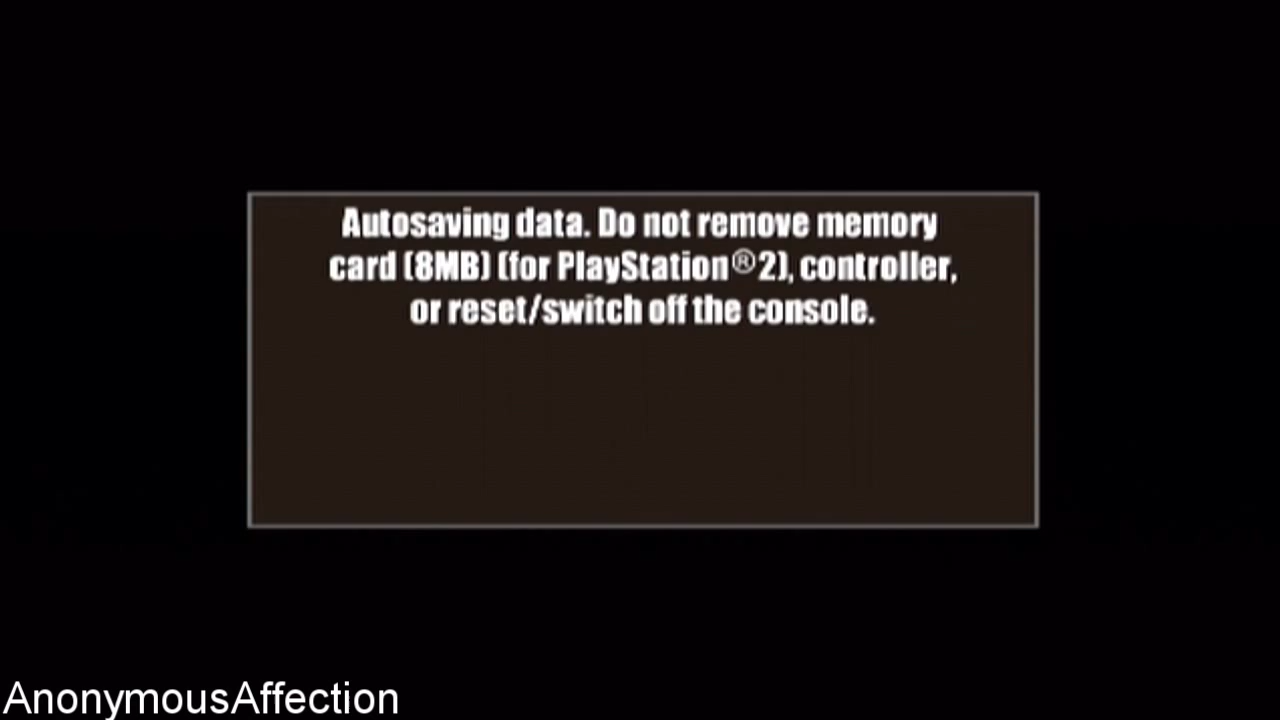 Autosaving data. Do not remove memory
card (8MB) (for PlayStation®2), controller,
or reset/switch off the console.
AnonymousAffection